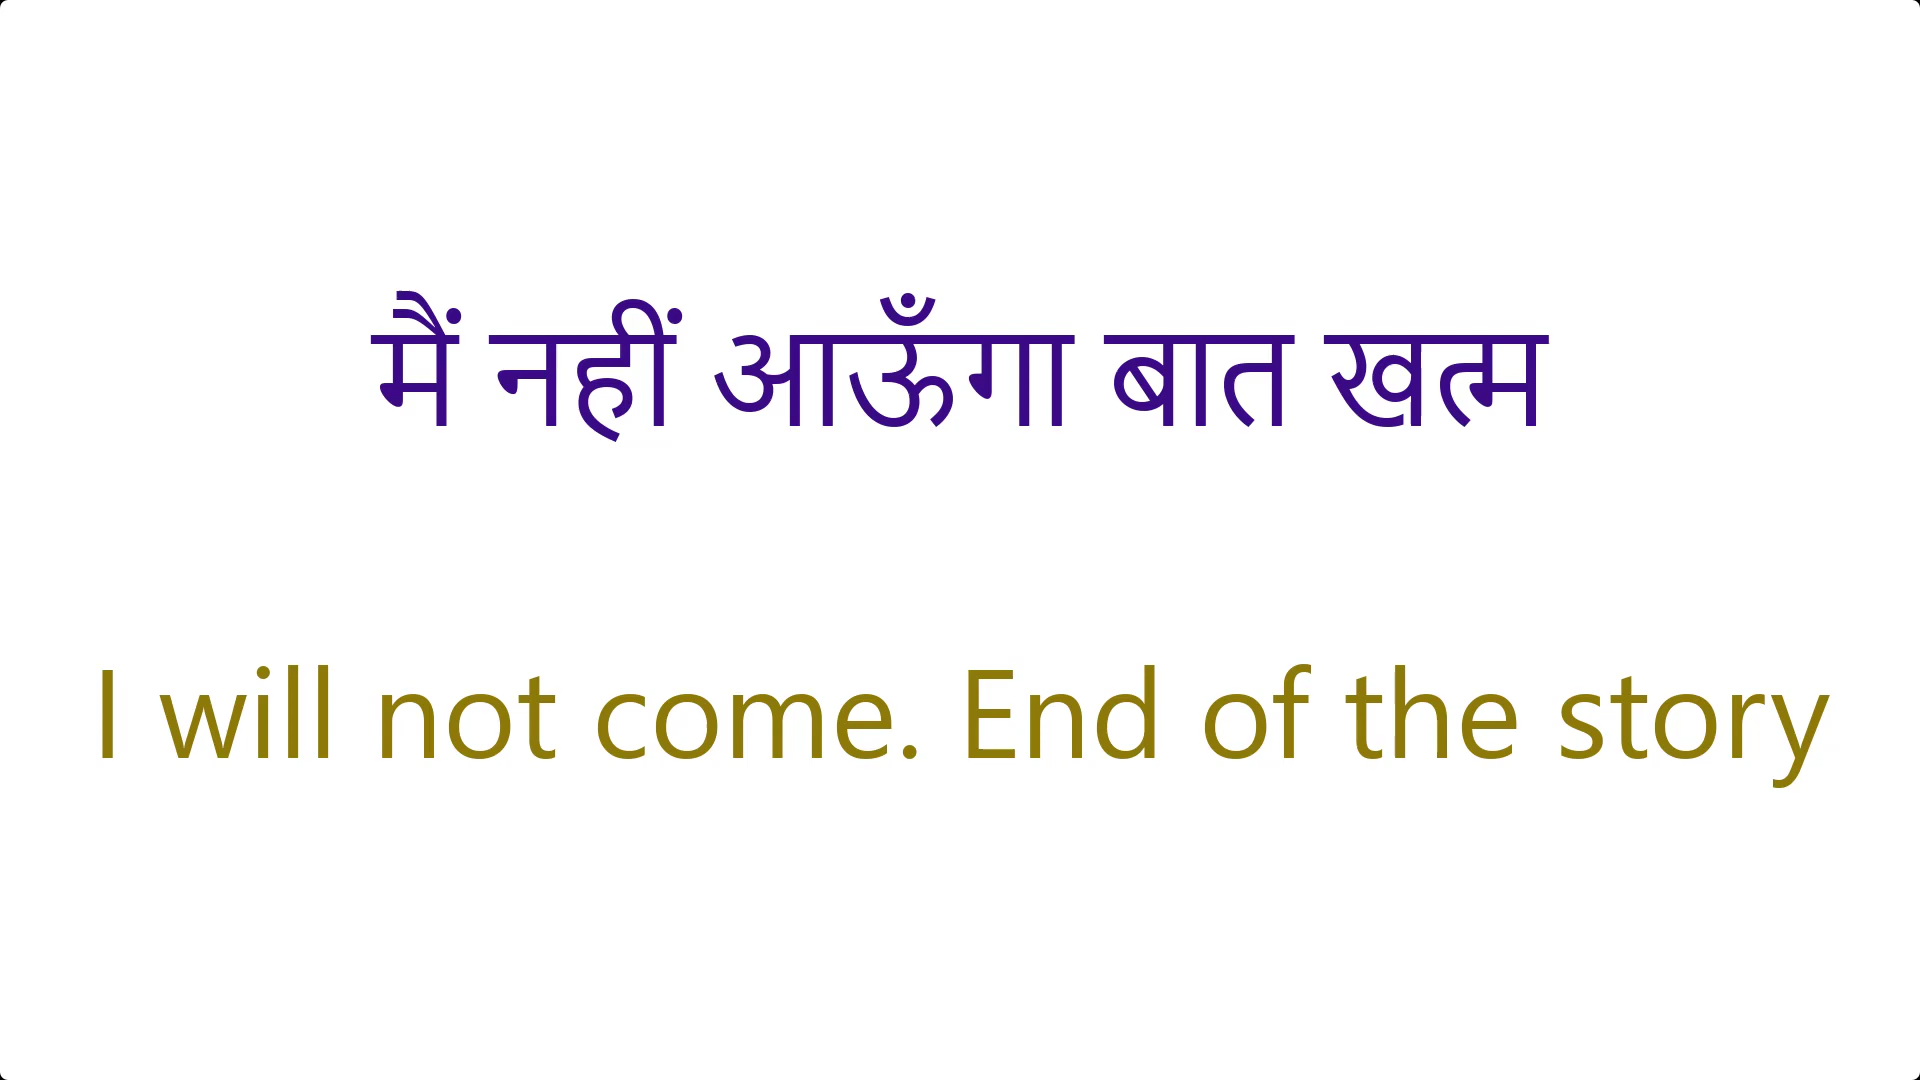 मैं नहीं आऊँगा बात खत्म
I will not come. End of the story